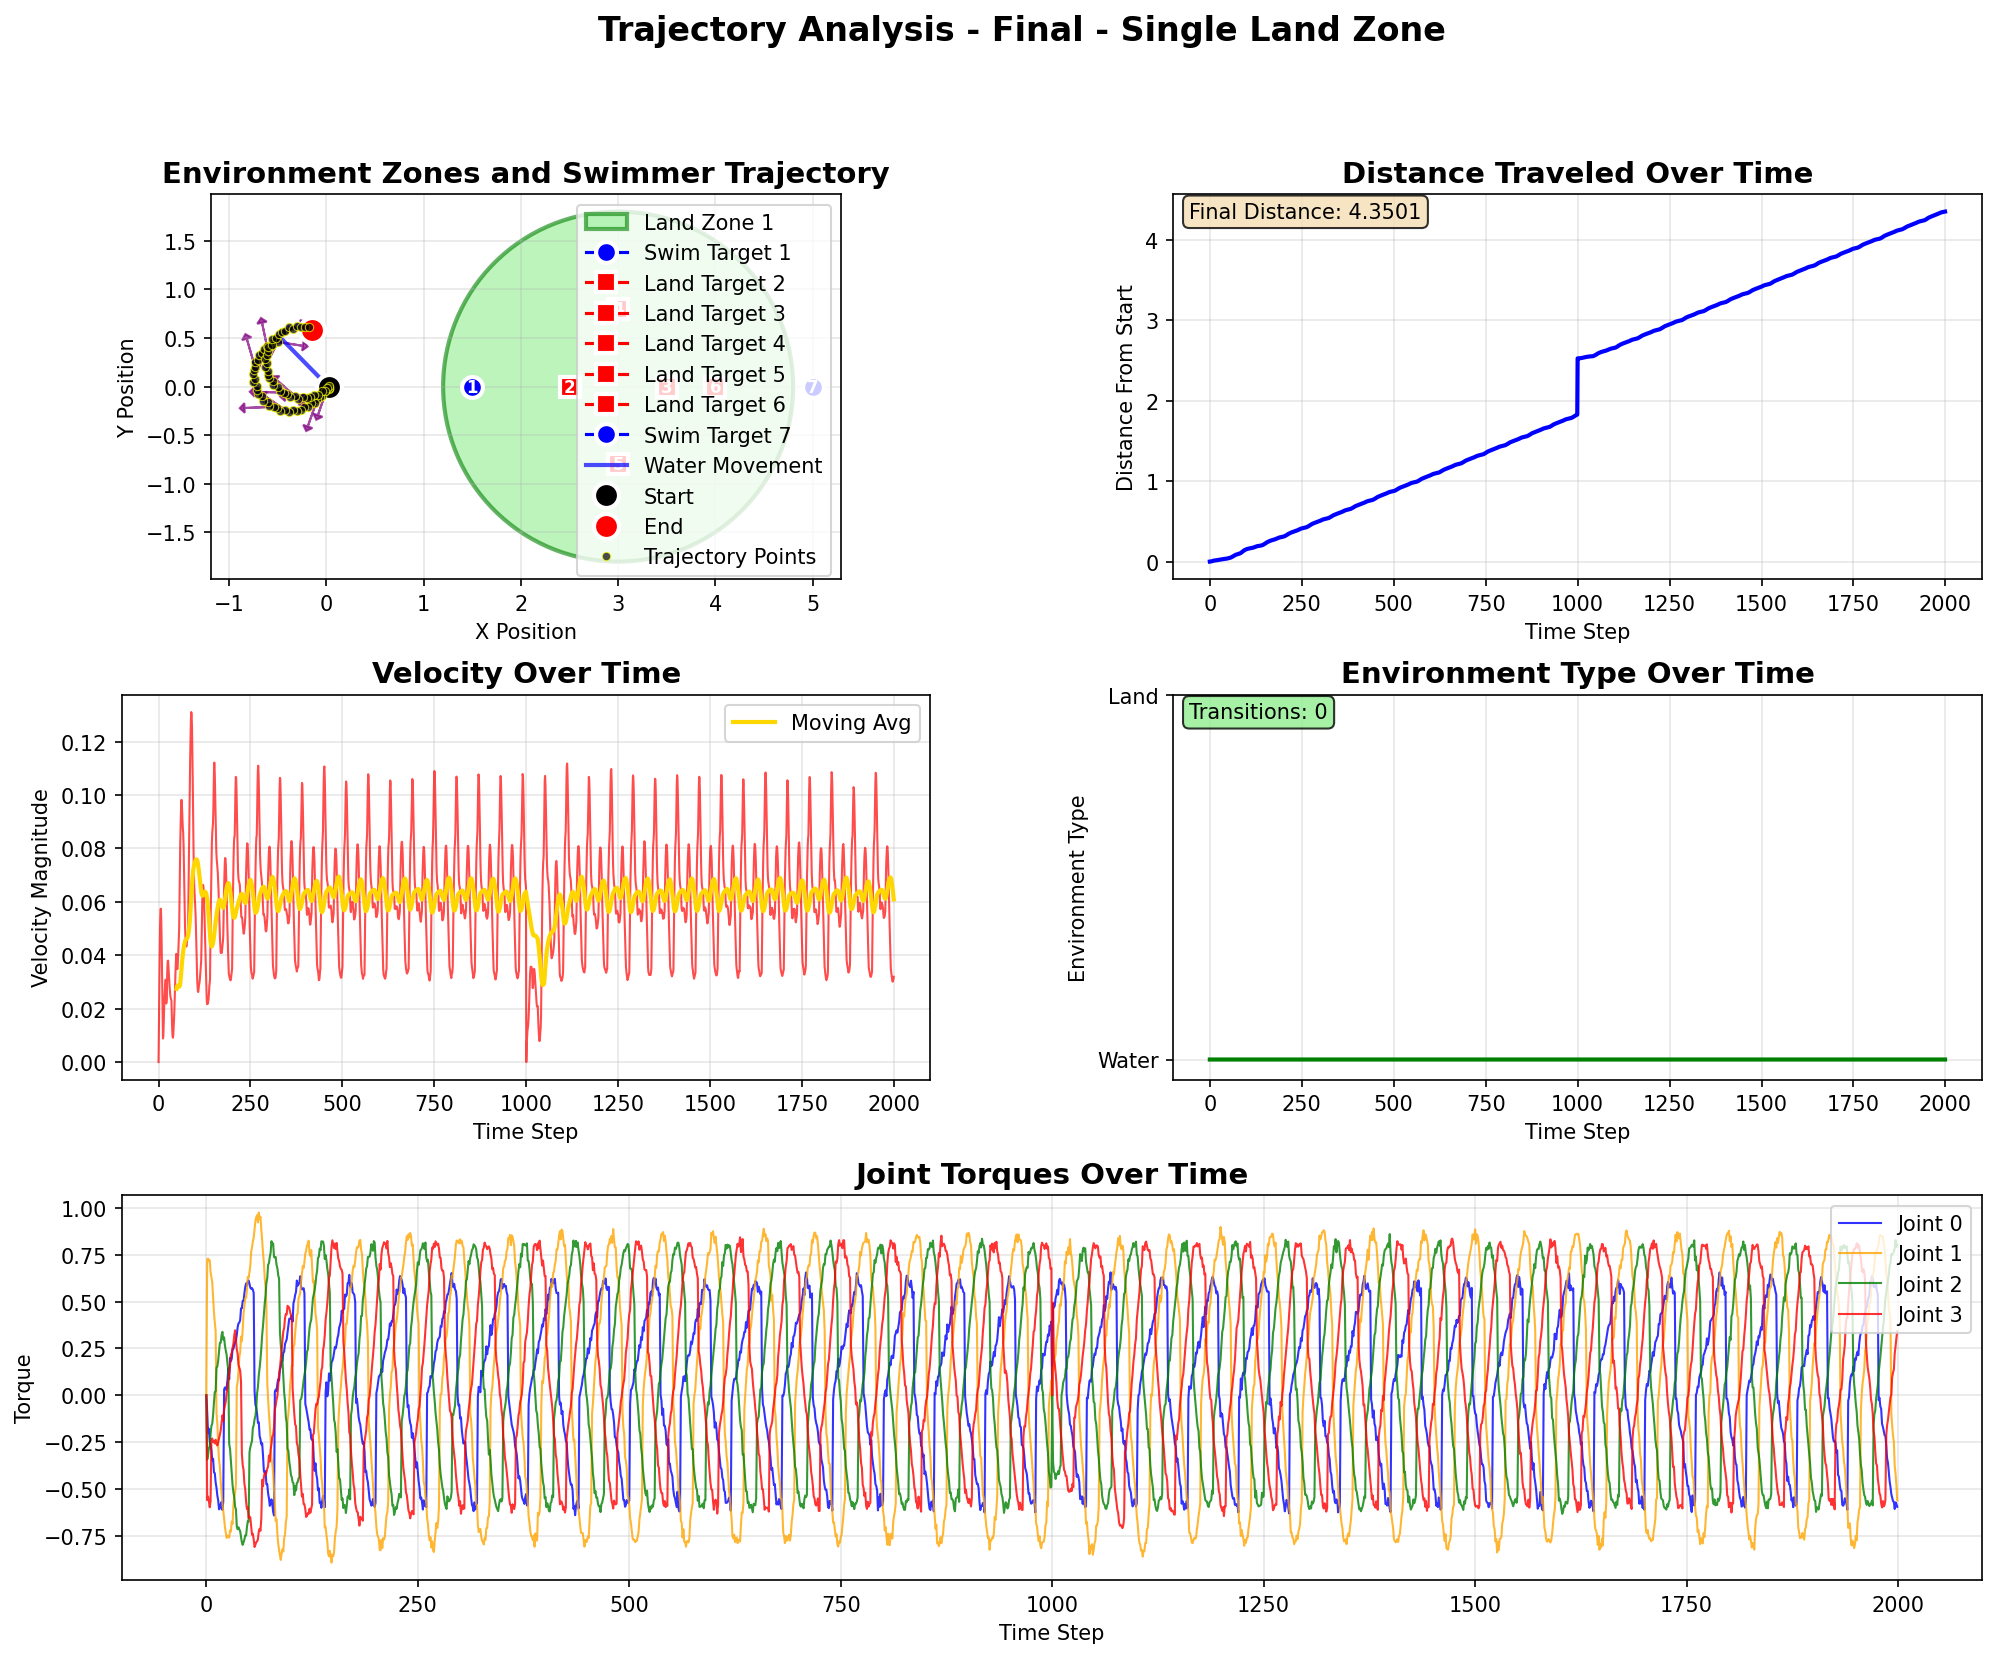 Trajectory Analysis - Final - Single Land Zone
Environment Zones and Swimmer Trajectory
Y Position
1.5
1.0
0.5
0.0
−0.5
−1.0
−1.5
−1
0
1
2
3
4
5
X Position
1
2
3
6
7
5
Land Zone 1
Swim Target 1
Land Target 2
Land Target 3
Land Target 4
Land Target 5
Land Target 6
Swim Target 7
Water Movement
Start
End
Trajectory Points
Distance Traveled Over Time
Final Distance: 4.3501
Distance From Start
4
3
2
1
0
0
250
500
750
1000
1250
1500
1750
2000
Time Step
Velocity Over Time
Moving Avg
Velocity Magnitude
0.12
0.10
0.08
0.06
0.04
0.02
0.00
0
250
500
750
1000
1250
1500
1750
2000
Time Step
Environment Type Over Time
Transitions: 0
Environment Type
Land
Water
0
250
500
750
1000
1250
1500
1750
2000
Time Step
Joint Torques Over Time
Torque
1.00
0.75
0.50
0.25
0.00
−0.25
−0.50
−0.75
Joint 0
Joint 1
Joint 2
Joint 3
0
250
500
750
1000
1250
1500
1750
2000
Time Step